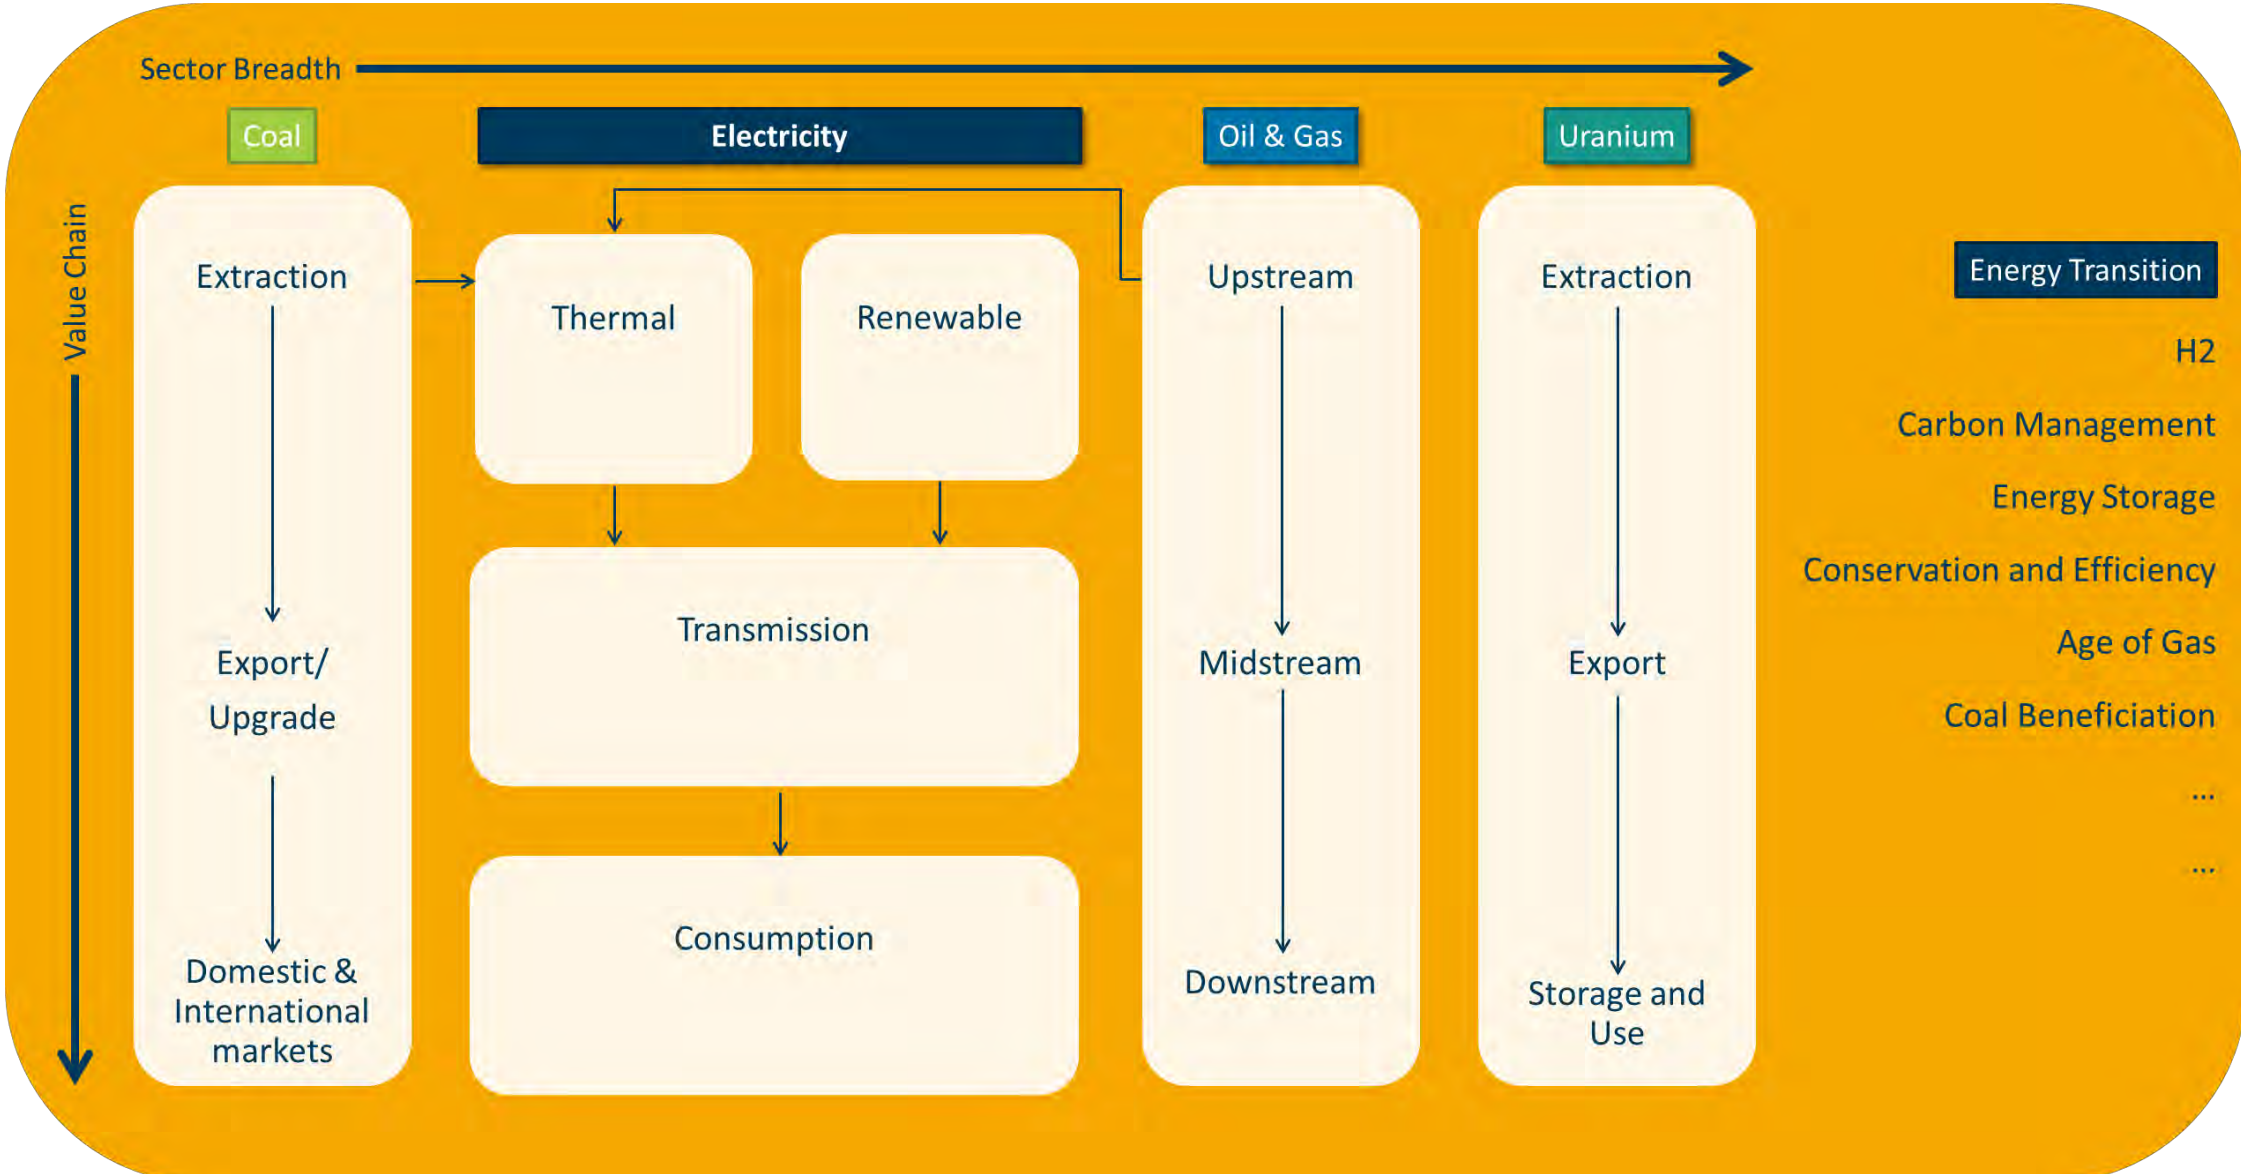 Sector Breadth
Coal
Electricity
Oil & Gas
Uranium
Value Chain
Extraction
Export/
Upgrade
Domestic &
International
markets
Thermal
Renewable
Transmission
Consumption
Upstream
Midstream
Downstream
Extraction
Export
Storage and
Use
Energy Transition
H2
Carbon Management
Energy Storage
Conservation and Efficiency
Age of Gas
Coal Beneficiation
...
...